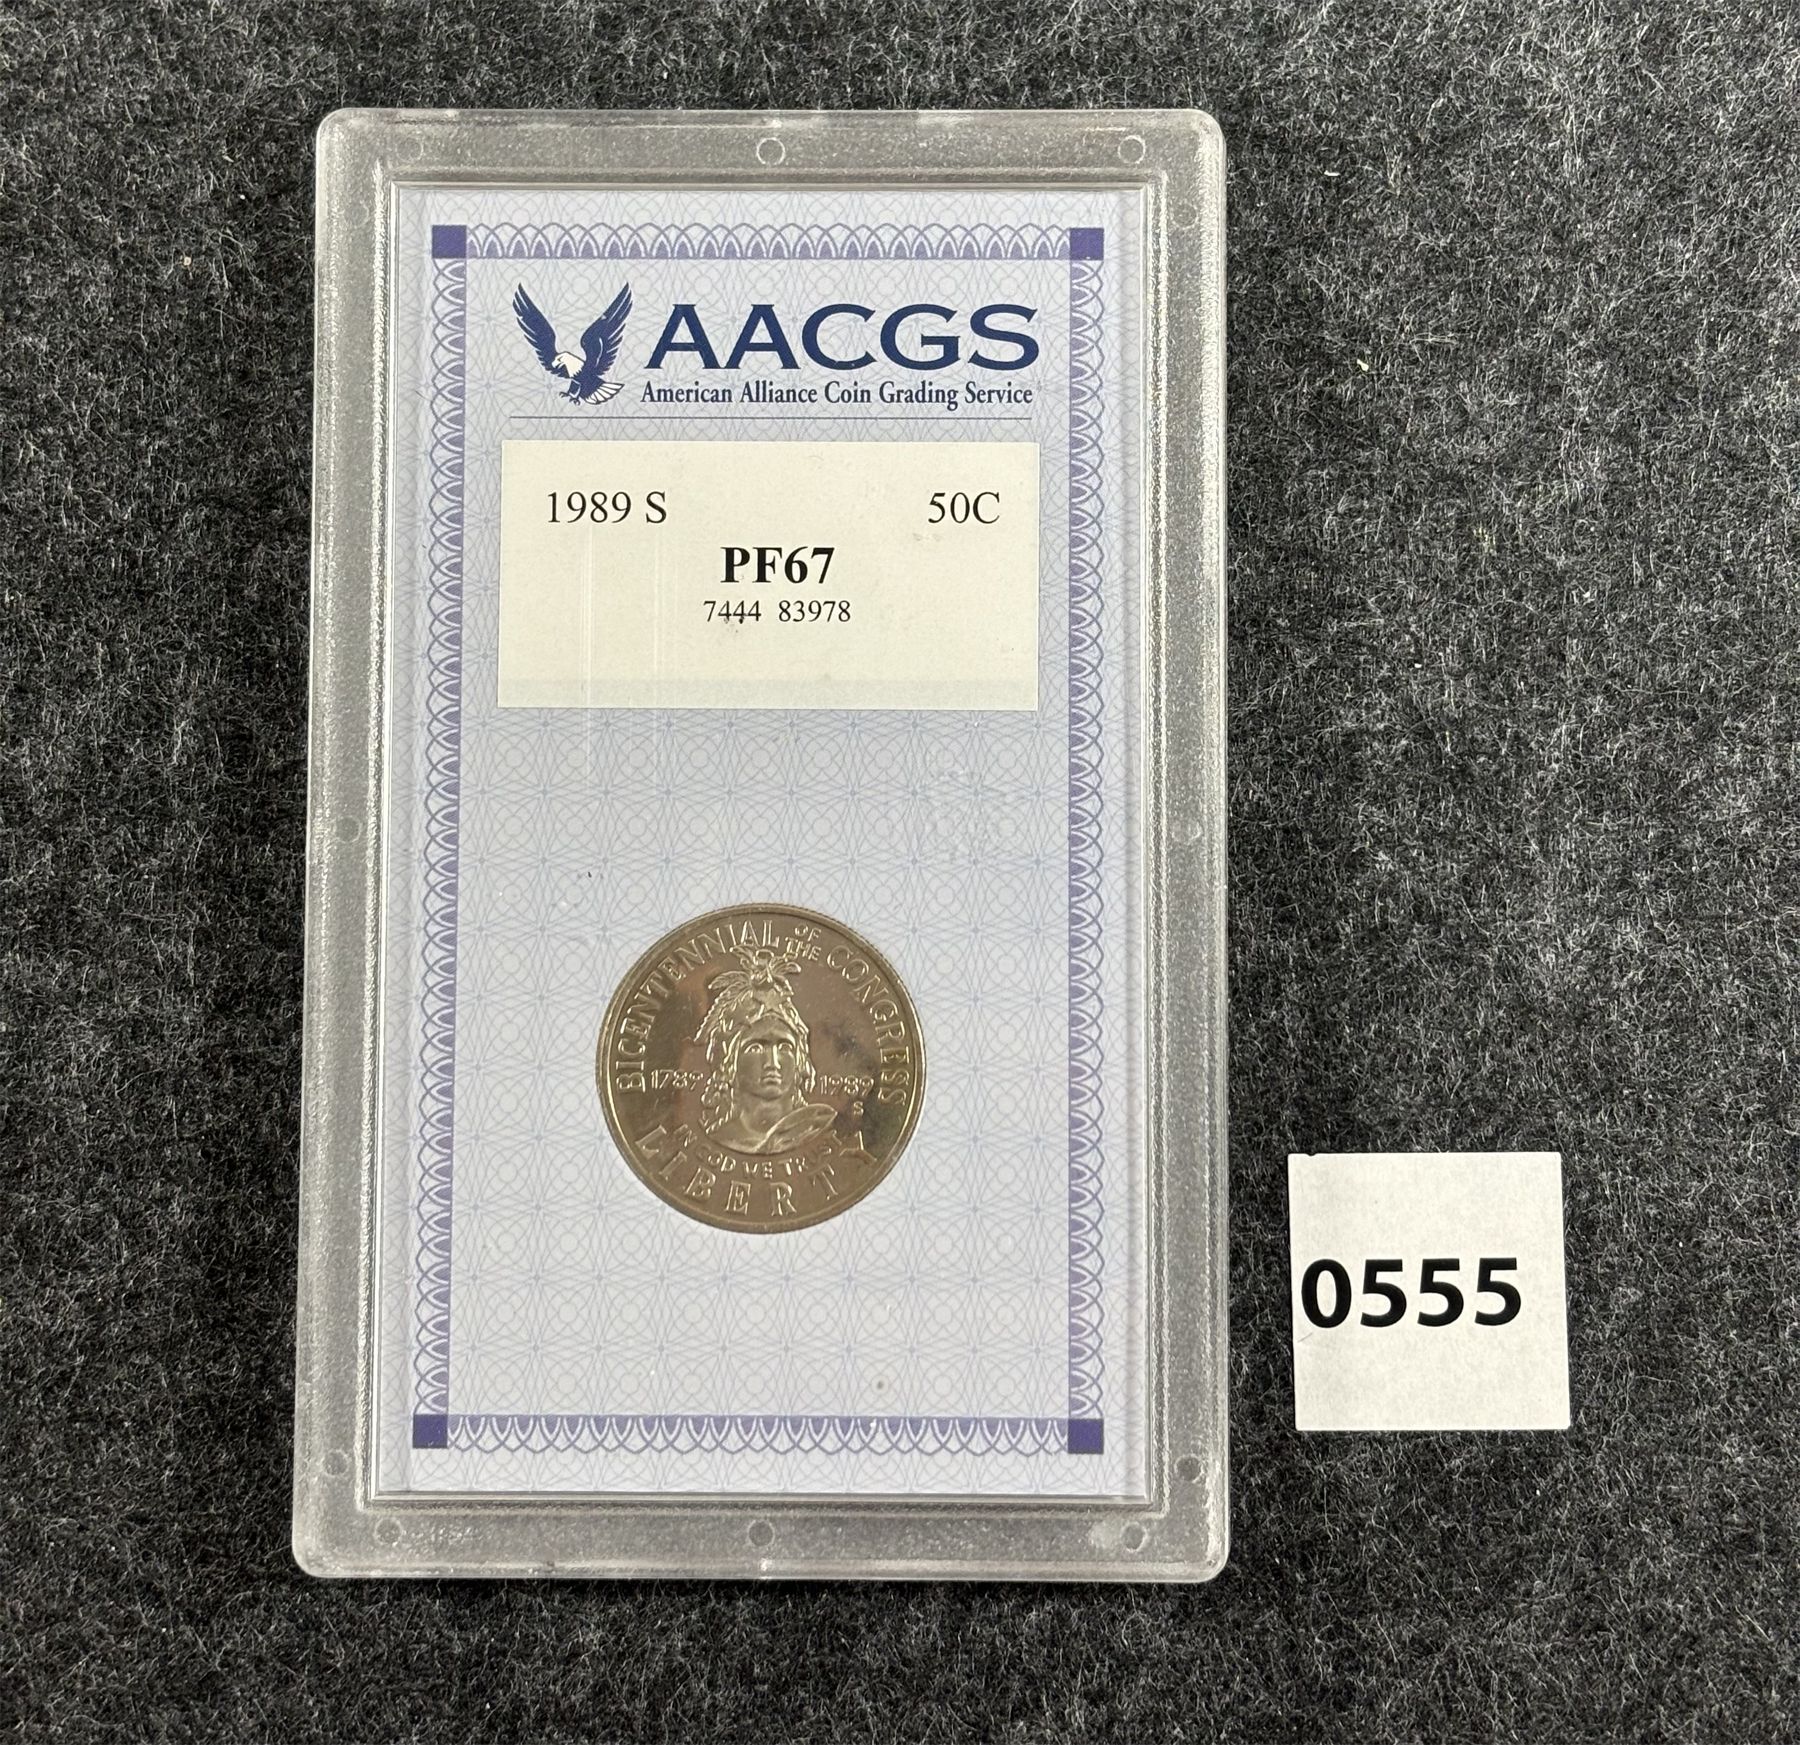 AACGS
American Alliance Coin Grading Service
1989 S 50C
PF67
7444 83978
BICENTENNIAL OF THE CONGRESS
1789 1989
S
IN GOD WE TRUST
LIBERTY
0555